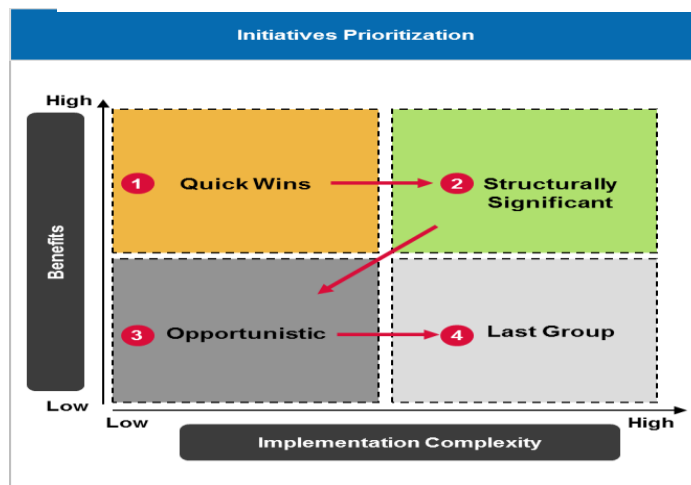 Initiatives Prioritization
High
Benefits
1 Quick Wins
2 Structurally
Significant
3 Opportunistic
4 Last Group
Low
Low
High
Implementation Complexity